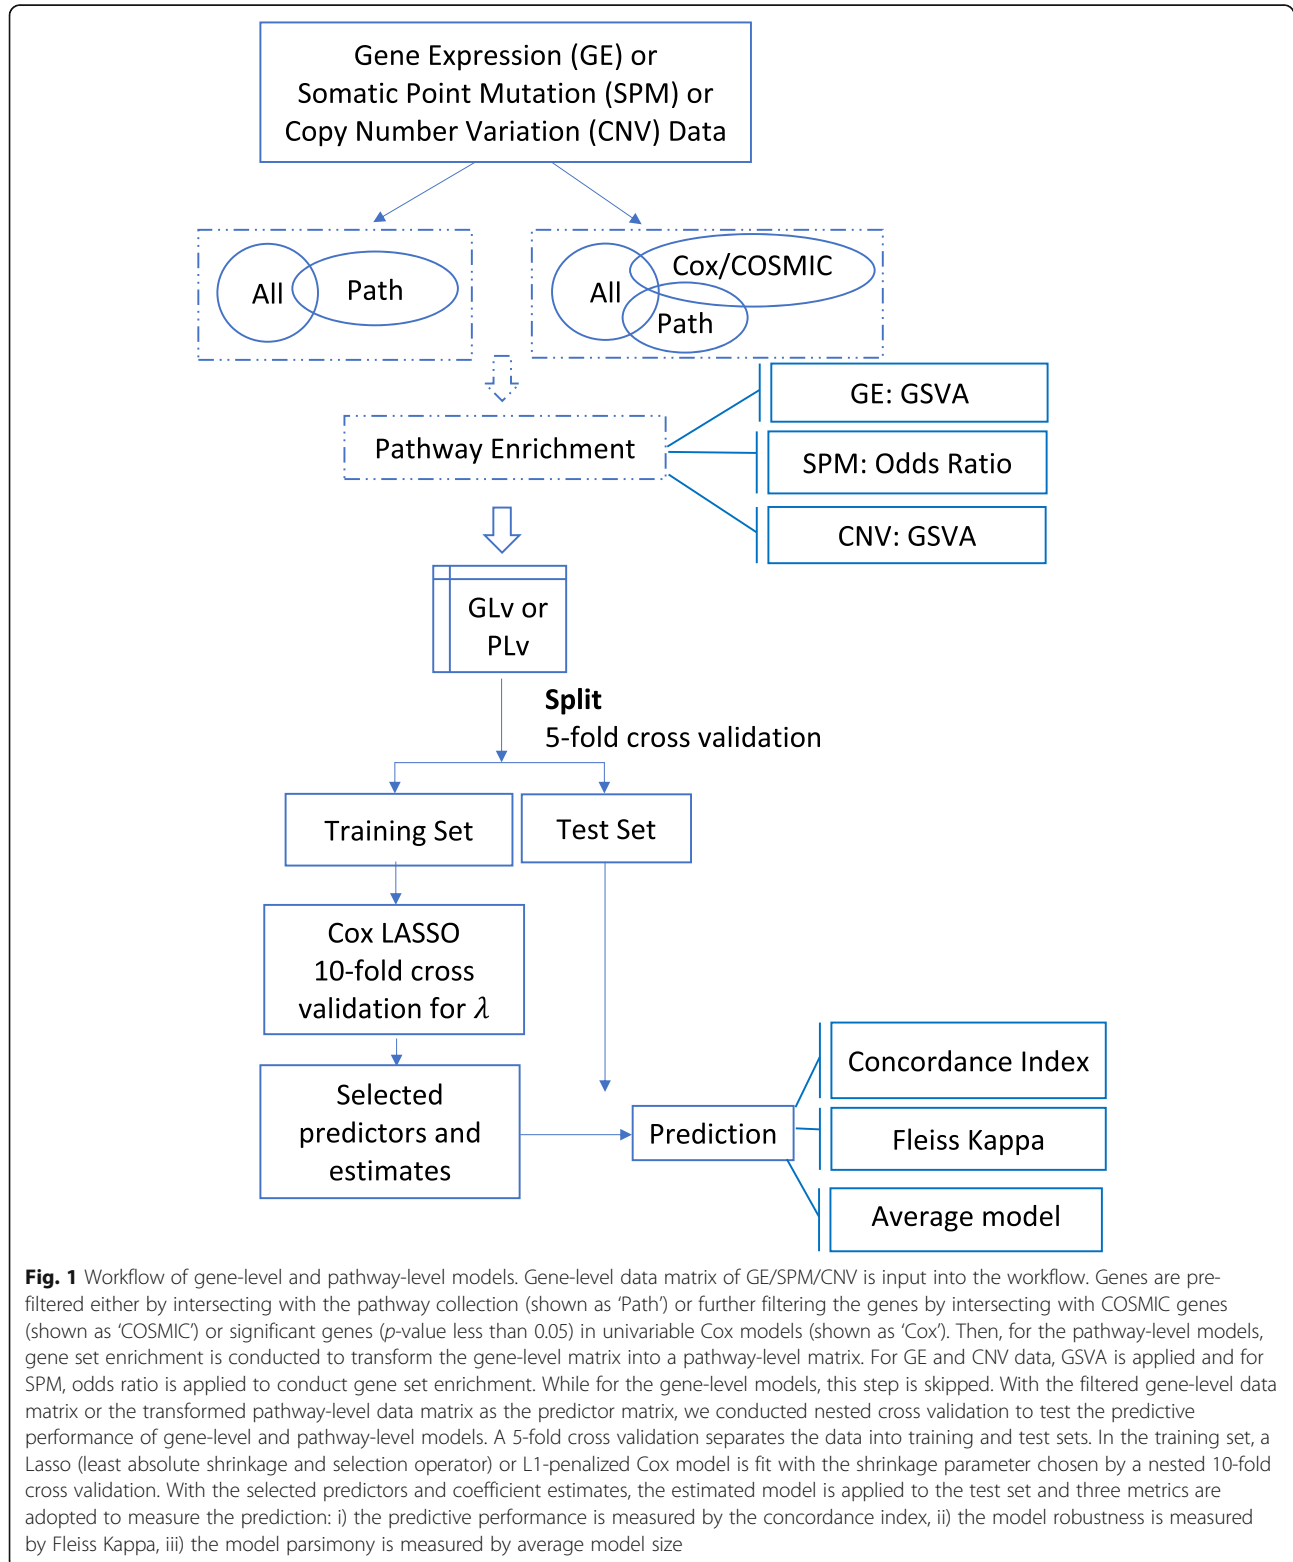 Gene Expression (GE) or
Somatic Point Mutation (SPM) or
Copy Number Variation (CNV) Data
All
Path
All
Cox/COSMIC
Path
Pathway Enrichment
GE: GSVA
SPM: Odds Ratio
CNV: GSVA
GLv or
PLv
Split
5-fold cross validation
Training Set
Test Set
Cox LASSO
10-fold cross
validation for λ
Selected
predictors and
estimates
Prediction
Concordance Index
Fleiss Kappa
Average model
Fig. 1 Workflow of gene-level and pathway-level models. Gene-level data matrix of GE/SPM/CNV is input into the workflow. Genes are pre-
filtered either by intersecting with the pathway collection (shown as ‘Path’) or further filtering the genes by intersecting with COSMIC genes
(shown as ‘COSMIC’) or significant genes (p-value less than 0.05) in univariable Cox models (shown as ‘Cox’). Then, for the pathway-level models,
gene set enrichment is conducted to transform the gene-level matrix into a pathway-level matrix. For GE and CNV data, GSVA is applied and for
SPM, odds ratio is applied to conduct gene set enrichment. While for the gene-level models, this step is skipped. With the filtered gene-level data
matrix or the transformed pathway-level data matrix as the predictor matrix, we conducted nested cross validation to test the predictive
performance of gene-level and pathway-level models. A 5-fold cross validation separates the data into training and test sets. In the training set, a
Lasso (least absolute shrinkage and selection operator) or L1-penalized Cox model is fit with the shrinkage parameter chosen by a nested 10-fold
cross validation. With the selected predictors and coefficient estimates, the estimated model is applied to the test set and three metrics are
adopted to measure the prediction: i) the predictive performance is measured by the concordance index, ii) the model robustness is measured
by Fleiss Kappa, iii) the model parsimony is measured by average model size